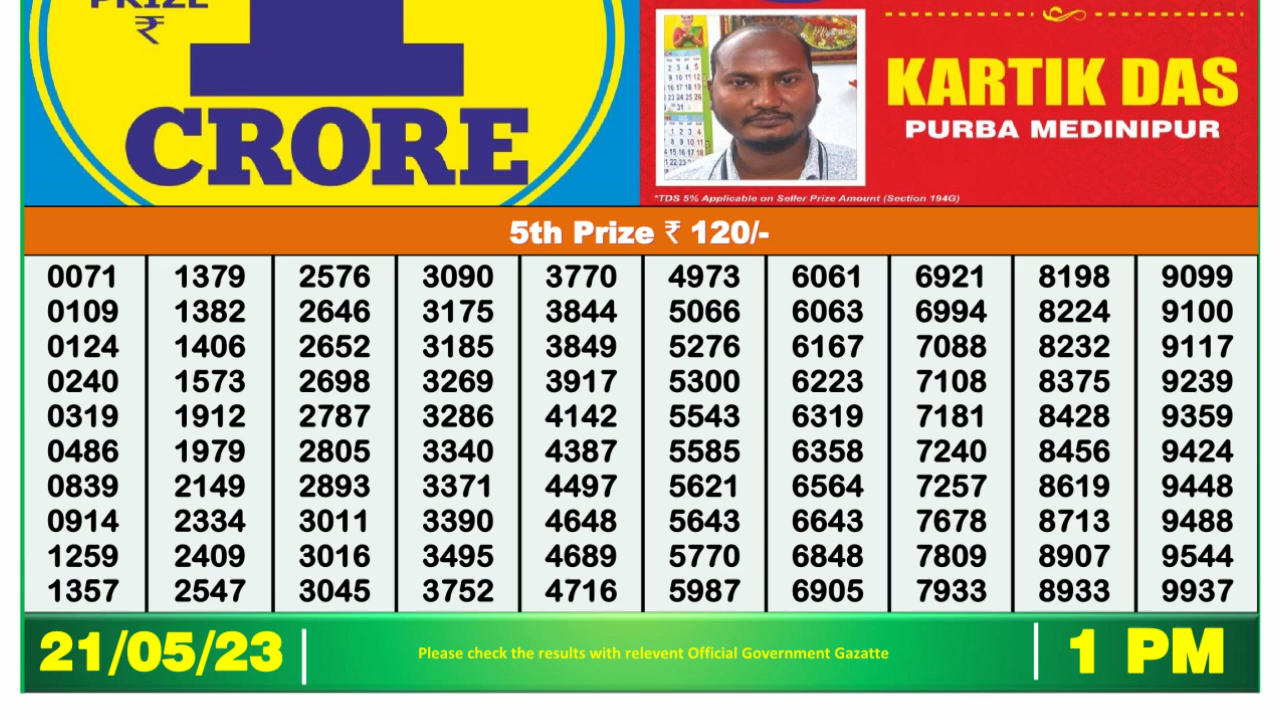 PRIZE
₹
1
CRORE
KARTIK DAS
PURBA MEDINIPUR
*TDS 5% Applicable on Seller Prize Amount (Section 194G)
5th Prize ₹ 120/-
0071 1379 2576 3090 3770 4973 6061 6921 8198 9099
0109 1382 2646 3175 3844 5066 6063 6994 8224 9100
0124 1406 2652 3185 3849 5276 6167 7088 8232 9117
0240 1573 2698 3269 3917 5300 6223 7108 8375 9239
0319 1912 2787 3286 4142 5543 6319 7181 8428 9359
0486 1979 2805 3340 4387 5585 6358 7240 8456 9424
0839 2149 2893 3371 4497 5621 6564 7257 8619 9448
0914 2334 3011 3390 4648 5643 6643 7678 8713 9488
1259 2409 3016 3495 4689 5770 6848 7809 8907 9544
1357 2547 3045 3752 4716 5987 6905 7933 8933 9937
21/05/23
Please check the results with relevent Official Government Gazatte
1 PM